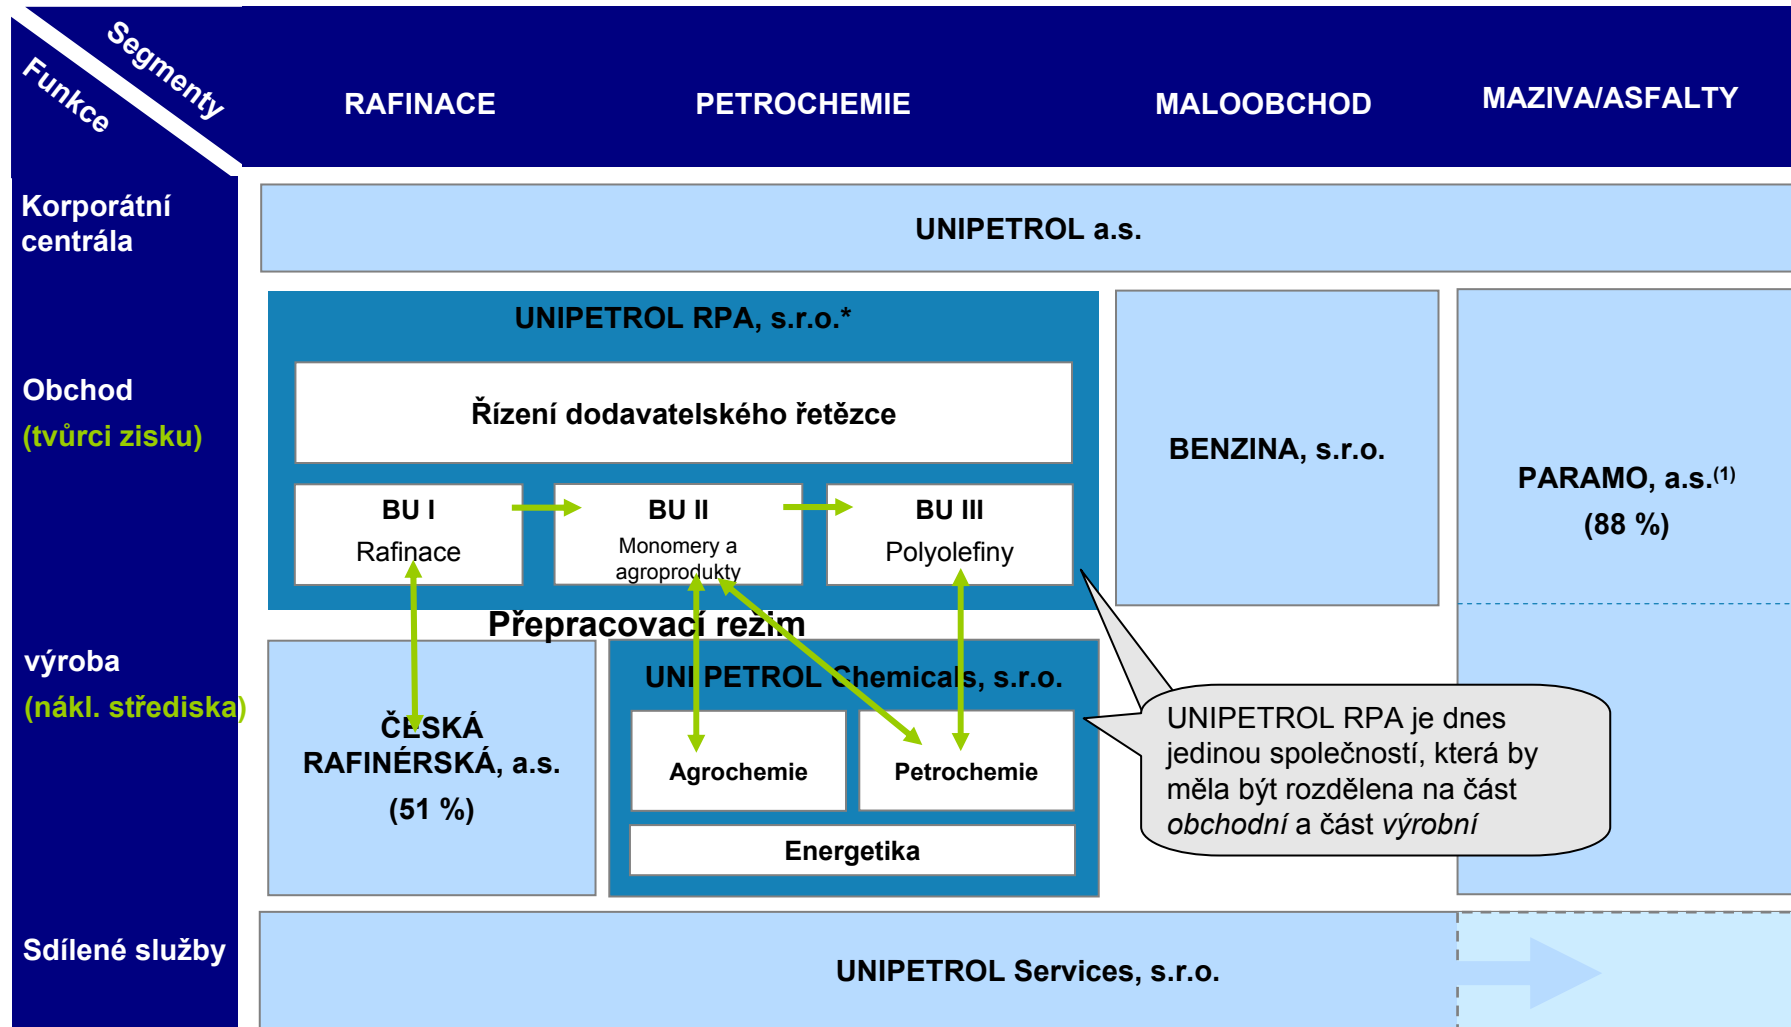 Segmenty
Funkce
RAFINACE
PETROCHEMIE
MALOOBCHOD
MAZIVA/ASFALTY
Korporátní
centrála
UNIPETROL a.s.
Obchod
(tvůrci zisku)
UNIPETROL RPA, s.r.o.*
Řízení dodavatelského řetězce
BU I
Rafinace
BU II
Monomery a
agroprodukty
BU III
Polyolefiny
BENZINA, s.r.o.
PARAMO, a.s.(1)
(88 %)
Přepracovací režim
výroba
(nákl. střediska)
ČESKÁ
RAFINÉRSKÁ, a.s.
(51 %)
UNIPETROL Chemicals, s.r.o.
Agrochemie
Petrochemie
Energetika
UNIPETROL RPA je dnes
jedinou společností, která by
měla být rozdělena na část
obchodní a část výrobní
Sdílené služby
UNIPETROL Services, s.r.o.